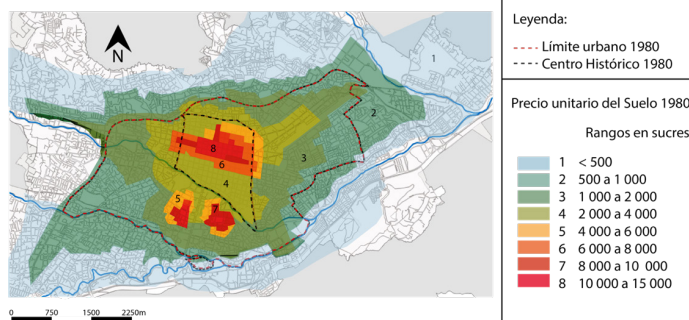 N
1
2
3
8
6
4
5
7
0 750 1500 2250m
Leyenda:
Límite urbano 1980
Centro Histórico 1980
Precio unitario del Suelo 1980
Rangos en sucres
1 < 500
2 500 a 1 000
3 1 000 a 2 000
4 2 000 a 4 000
5 4 000 a 6 000
6 6 000 a 8 000
7 8 000 a 10 000
8 10 000 a 15 000